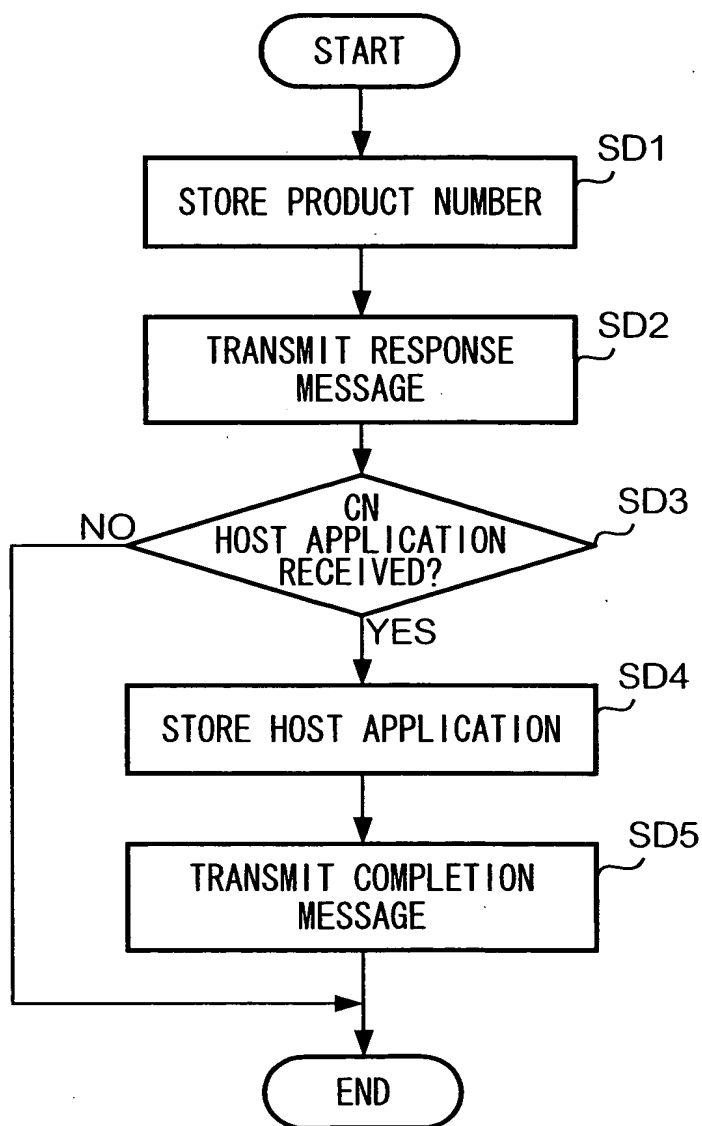 START
SD1
STORE PRODUCT NUMBER
SD2
TRANSMIT RESPONSE
MESSAGE
SD3
NO
CN
HOST APPLICATION
RECEIVED?
YES
SD4
STORE HOST APPLICATION
SD5
TRANSMIT COMPLETION
MESSAGE
END